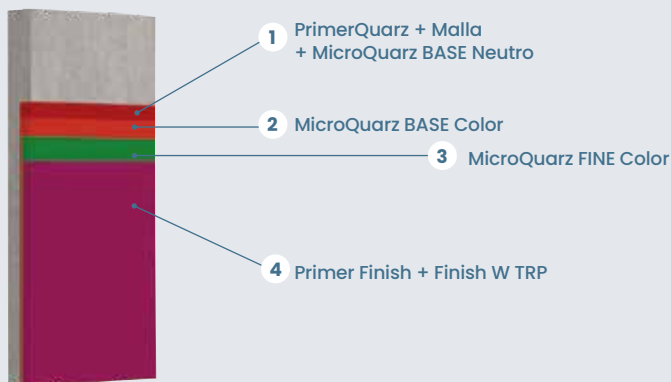 1 PrimerQuarz + Malla
+ MicroQuarz BASE Neutro
2 MicroQuarz BASE Color
3 MicroQuarz FINE Color
4 Primer Finish + Finish W TRP